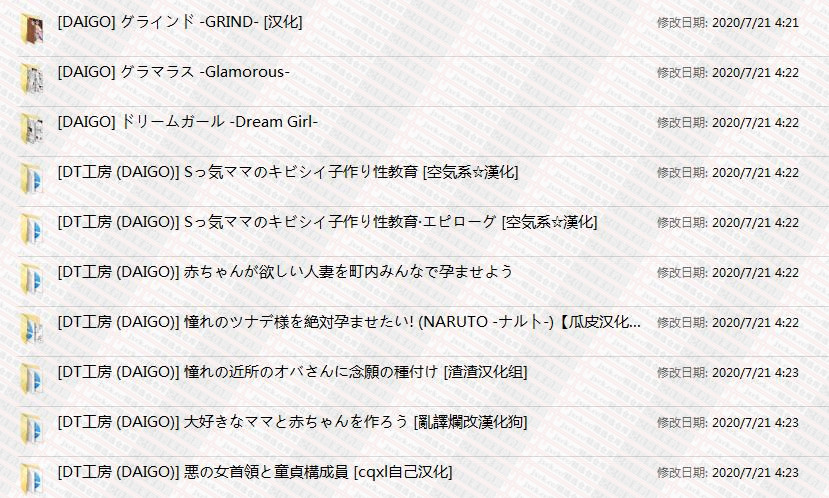 [DAIGO] グラインド -GRIND- [汉化] 修改日期: 2020/7/21 4:21
[DAIGO] グラマラス -Glamorous- 修改日期: 2020/7/21 4:22
[DAIGO] ドリームガール -Dream Girl- 修改日期: 2020/7/21 4:22
[DT工房 (DAIGO)] Sっ気ママのキビシイ子作り性教育 [空気系☆漢化] 修改日期: 2020/7/21 4:22
[DT工房 (DAIGO)] Sっ気ママのキビシイ子作り性教育·エピローグ [空気系☆漢化] 修改日期: 2020/7/21 4:22
[DT工房 (DAIGO)] 赤ちゃんが欲しい人妻を町内みんなで孕ませよう 修改日期: 2020/7/21 4:22
[DT工房 (DAIGO)] 憧れのツナデ様を絶対孕ませたい! (NARUTO -ナルト-)【瓜皮汉化... 修改日期: 2020/7/21 4:22
[DT工房 (DAIGO)] 憧れの近所のオバさんに念願の種付け [渣渣汉化组] 修改日期: 2020/7/21 4:23
[DT工房 (DAIGO)] 大好きなママと赤ちゃんを作ろう [亂譯爛改漢化狗] 修改日期: 2020/7/21 4:23
[DT工房 (DAIGO)] 悪の女首領と童貞構成員 [cqxl自己汉化] 修改日期: 2020/7/21 4:23